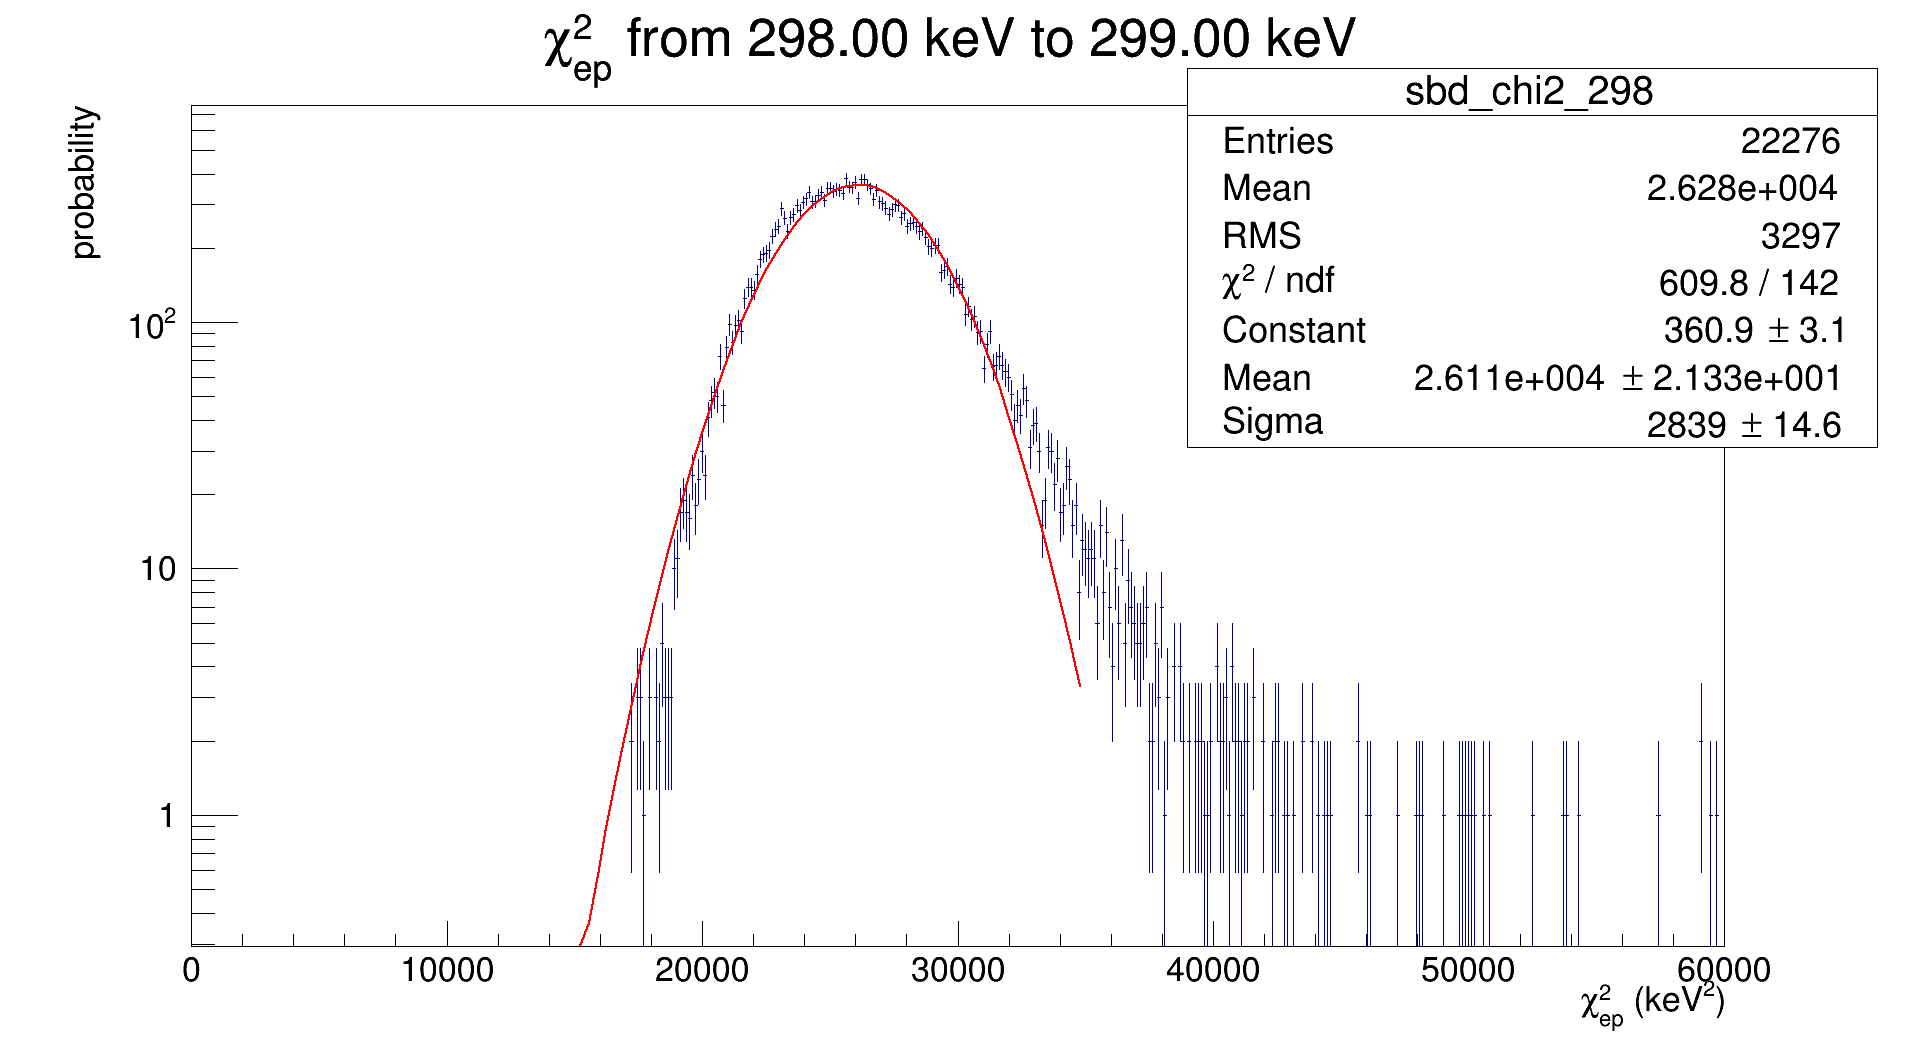 χ²ep from 298.00 keV to 299.00 keV
sbd_chi2_298
Entries 22276
Mean 2.628e+004
RMS 3297
χ² / ndf 609.8 / 142
Constant 360.9 ± 3.1
Mean 2.611e+004 ± 2.133e+001
Sigma 2839 ± 14.6
probability
10²
10
1
0 10000 20000 30000 40000 50000 60000
χ²ep (keV²)